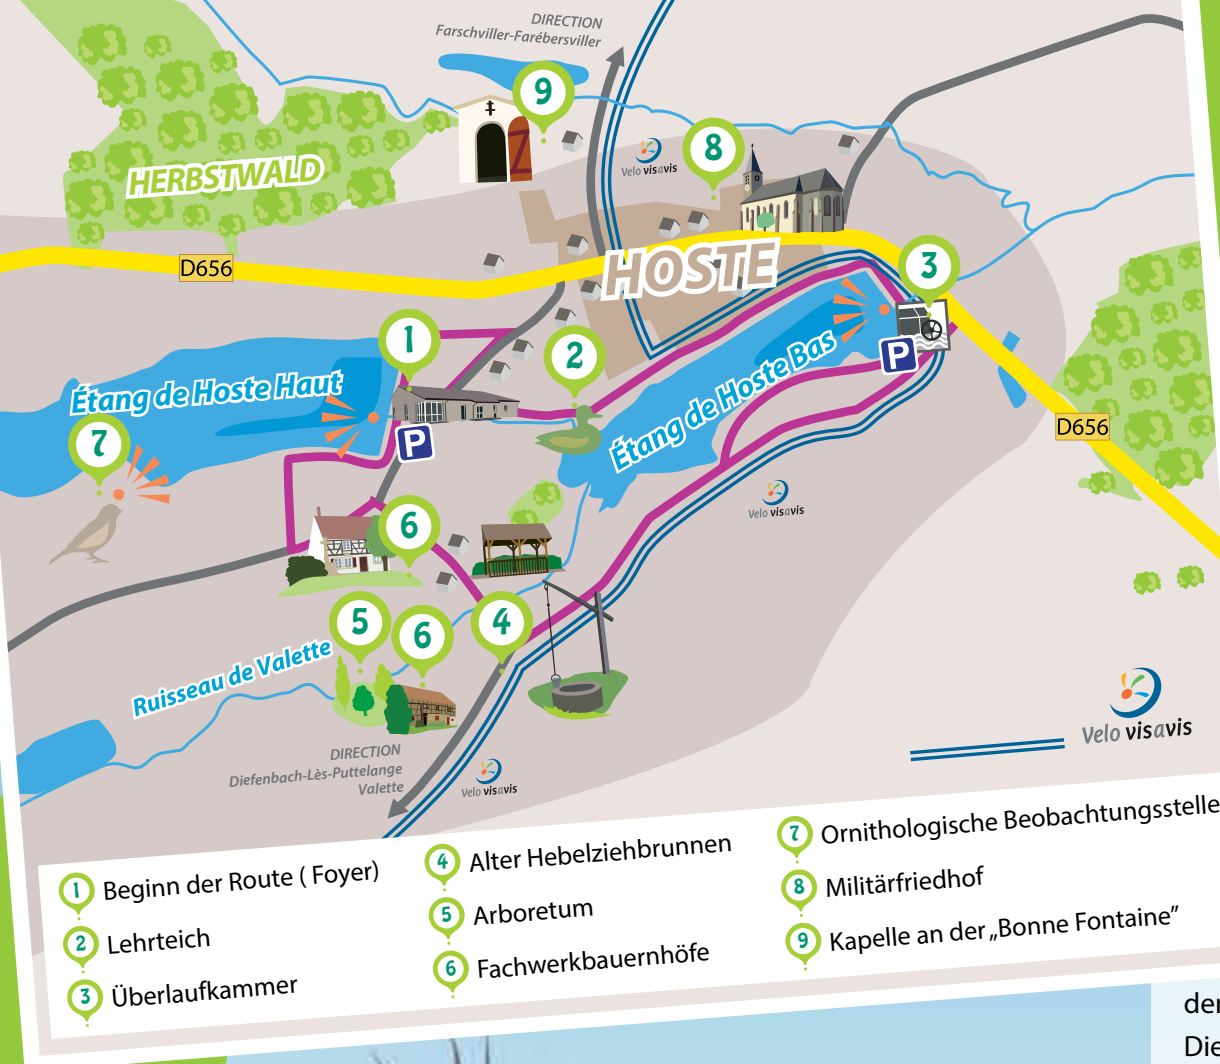 DIRECTION
Farschviller-Farébersviller
9
8
Velo visavis
HERBSTWALD
D656
HOSTE
3
1
2
P
Étang de Hoste Haut
Étang de Hoste Bas
7
P
D656
Velo visavis
6
5
6
4
Ruisseau de Valette
DIRECTION
Diefenbach-Lès-Puttelange
Valette
Velo visavis
Velo visavis
1 Beginn der Route ( Foyer)
2 Lehrteich
3 Überlaufkammer
4 Alter Hebelziehbrunnen
5 Arboretum
6 Fachwerkbauernhöfe
7 Ornithologische Beobachtungsstelle
8 Militärfriedhof
9 Kapelle an der „Bonne Fontaine”
Die